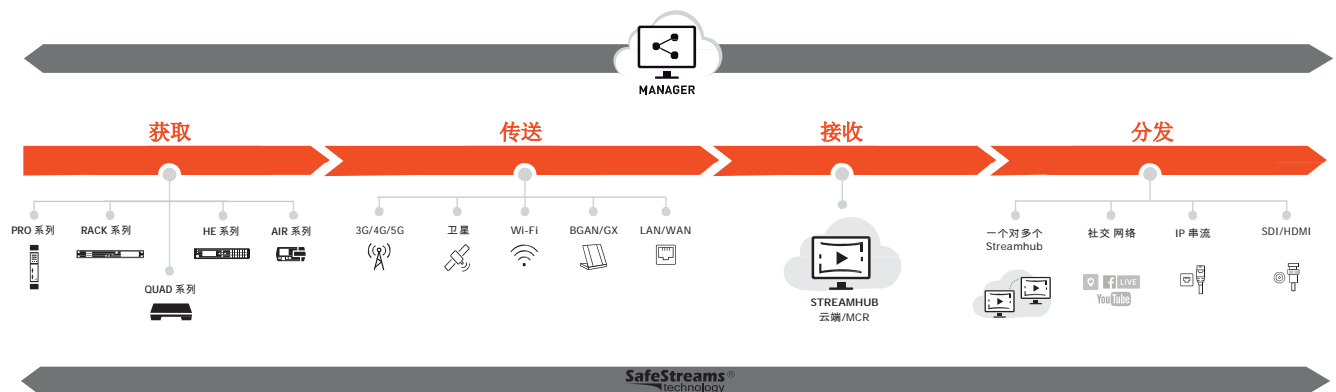 MANAGER
获取
传送
接收
分发
PRO 系列
RACK 系列
HE 系列
AIR 系列
QUAD 系列
3G/4G/5G
卫星
Wi-Fi
BGAN/GX
LAN/WAN
STREAMHUB
云端/MCR
一个对多个
Streamhub
社交 网络
f LIVE
YouTube
IP 串流
SDI/HDMI
SafeStreams®
technology